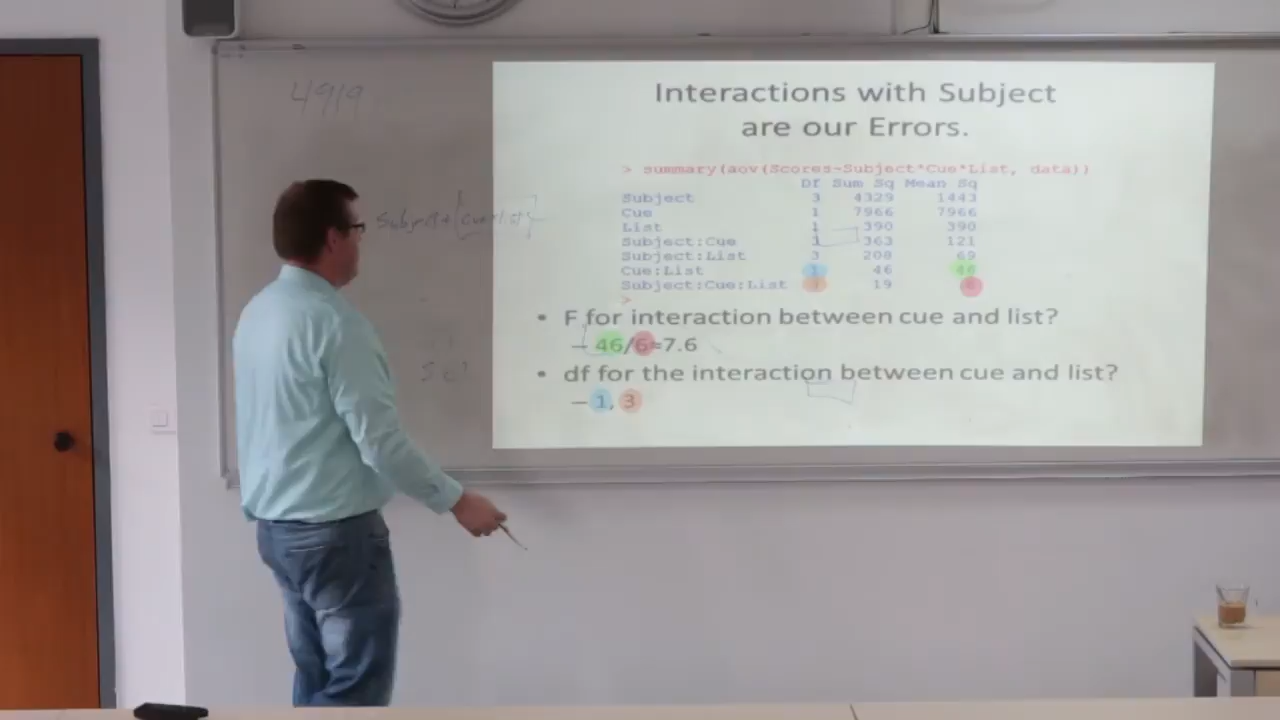 4919
Subject*(Cue*List)
Interactions with Subject
are our Errors.
> summary(aov(Scores~Subject*Cue*List, data))
Df Sum Sq Mean Sq
Subject 3 4329 1443
Cue 1 7966 7966
List 1 390 390
Subject:Cue 3 363 121
Subject:List 3 208 69
Cue:List 1 46 46
Subject:Cue:List 3 19 6
>
• F for interaction between cue and list?
– 46/6≈7.6
• df for the interaction between cue and list?
– 1, 3